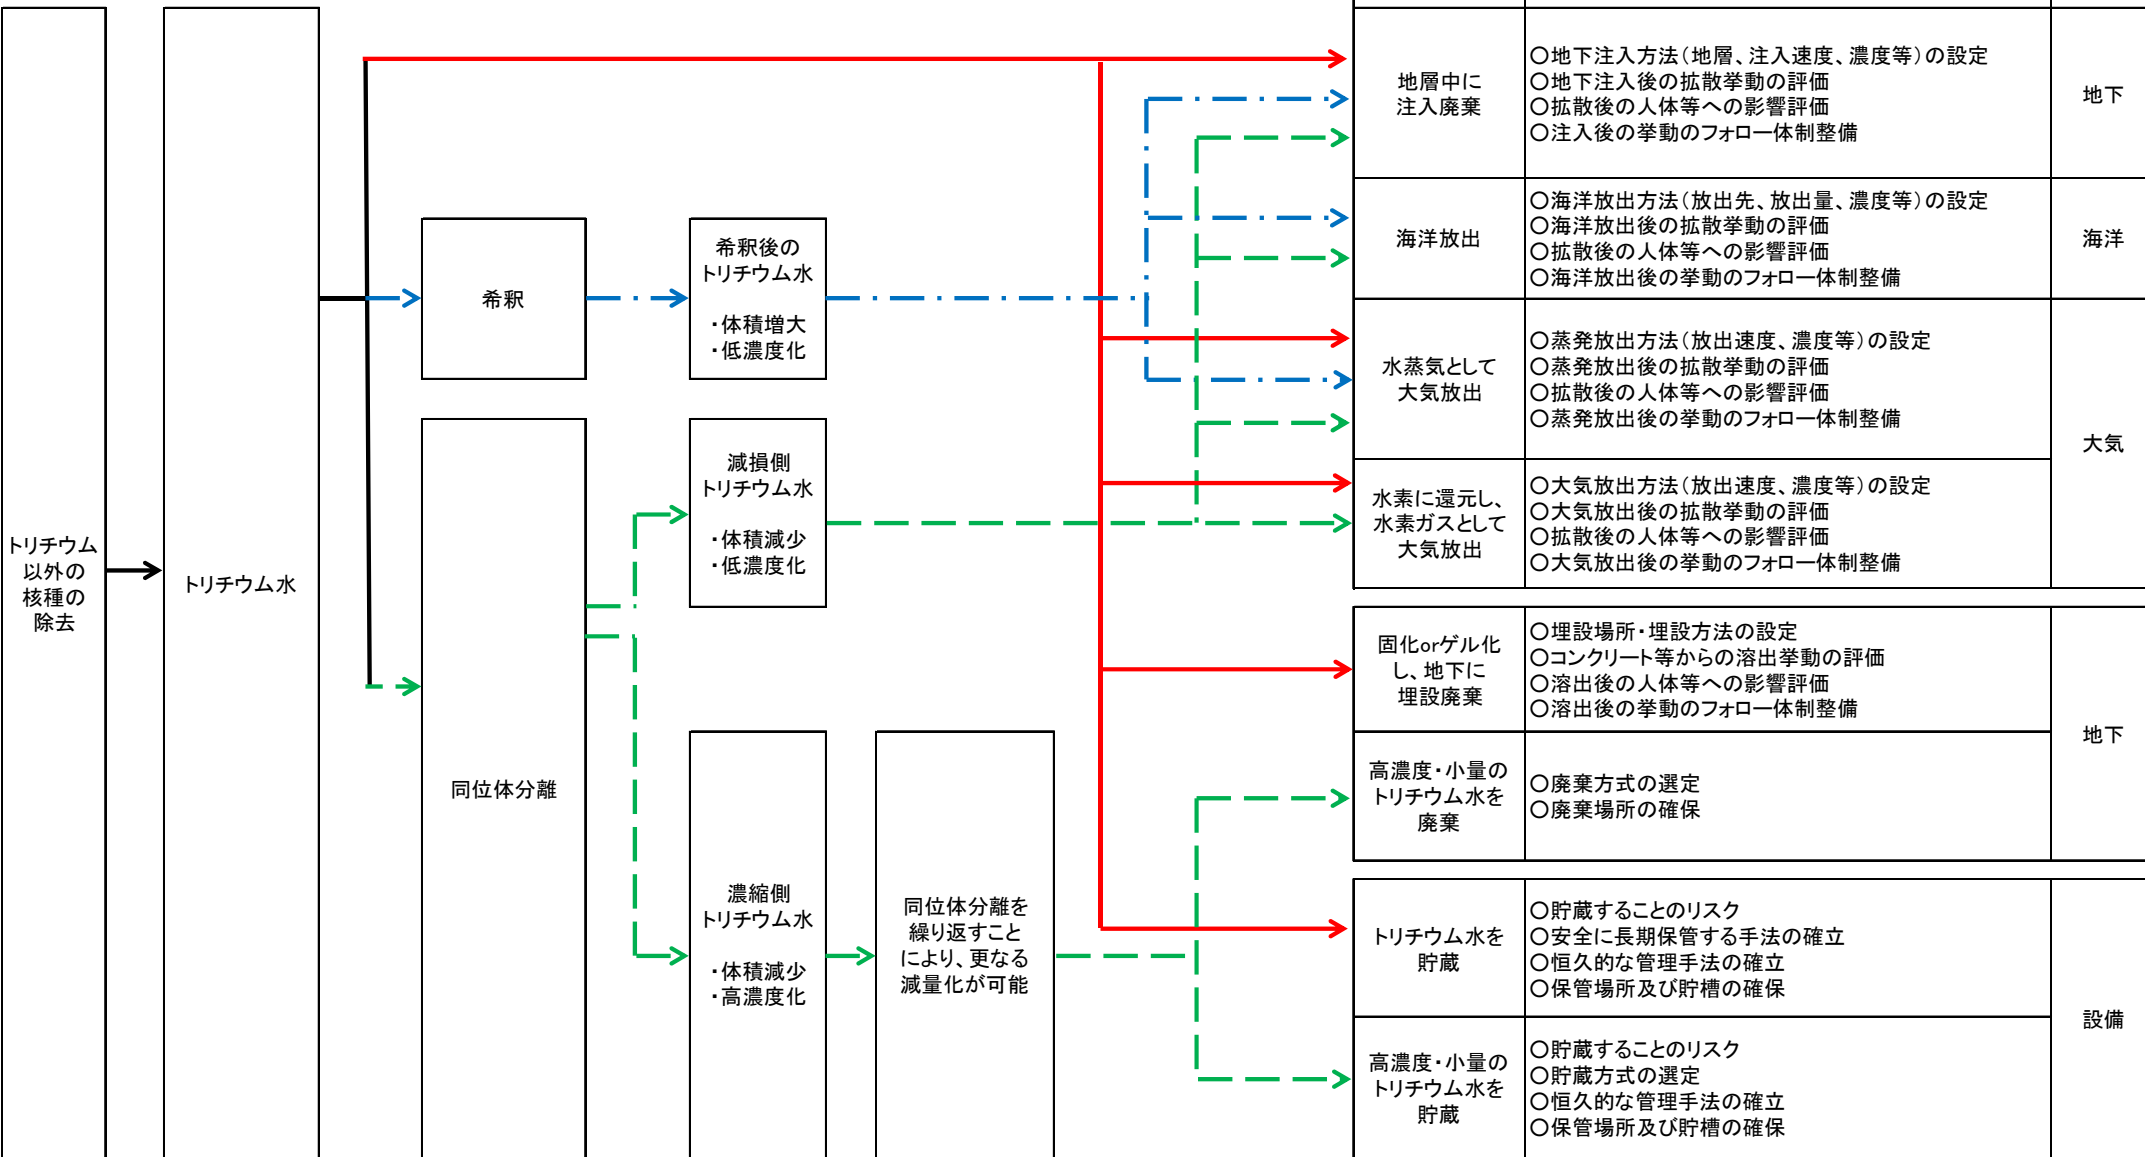 トリチウム
以外の
核種の
除去
トリチウム水
希釈
希釈後の
トリチウム水
・体積増大
・低濃度化
同位体分離
減損側
トリチウム水
・体積減少
・低濃度化
濃縮側
トリチウム水
・体積減少
・高濃度化
同位体分離を
繰り返すこと
により、更なる
減量化が可能
地層中に
注入廃棄
○地下注入方法（地層、注入速度、濃度等）の設定
○地下注入後の拡散挙動の評価
○拡散後の人体等への影響評価
○注入後の挙動のフォロー体制整備
地下
海洋放出
○海洋放出方法（放出先、放出量、濃度等）の設定
○海洋放出後の拡散挙動の評価
○拡散後の人体等への影響評価
○海洋放出後の挙動のフォロー体制整備
海洋
水蒸気として
大気放出
○蒸発放出方法（放出速度、濃度等）の設定
○蒸発放出後の拡散挙動の評価
○拡散後の人体等への影響評価
○蒸発放出後の挙動のフォロー体制整備
大気
水素に還元し、
水素ガスとして
大気放出
○大気放出方法（放出速度、濃度等）の設定
○大気放出後の拡散挙動の評価
○拡散後の人体等への影響評価
○大気放出後の挙動のフォロー体制整備
固化orゲル化
し、地下に
埋設廃棄
○埋設場所・埋設方法の設定
○コンクリート等からの溶出挙動の評価
○溶出後の人体等への影響評価
○溶出後の挙動のフォロー体制整備
地下
高濃度・小量の
トリチウム水を
廃棄
○廃棄方式の選定
○廃棄場所の確保
トリチウム水を
貯蔵
○貯蔵することのリスク
○安全に長期保管する手法の確立
○恒久的な管理手法の確立
○保管場所及び貯槽の確保
設備
高濃度・小量の
トリチウム水を
貯蔵
○貯蔵することのリスク
○貯蔵方式の選定
○恒久的な管理手法の確立
○保管場所及び貯槽の確保